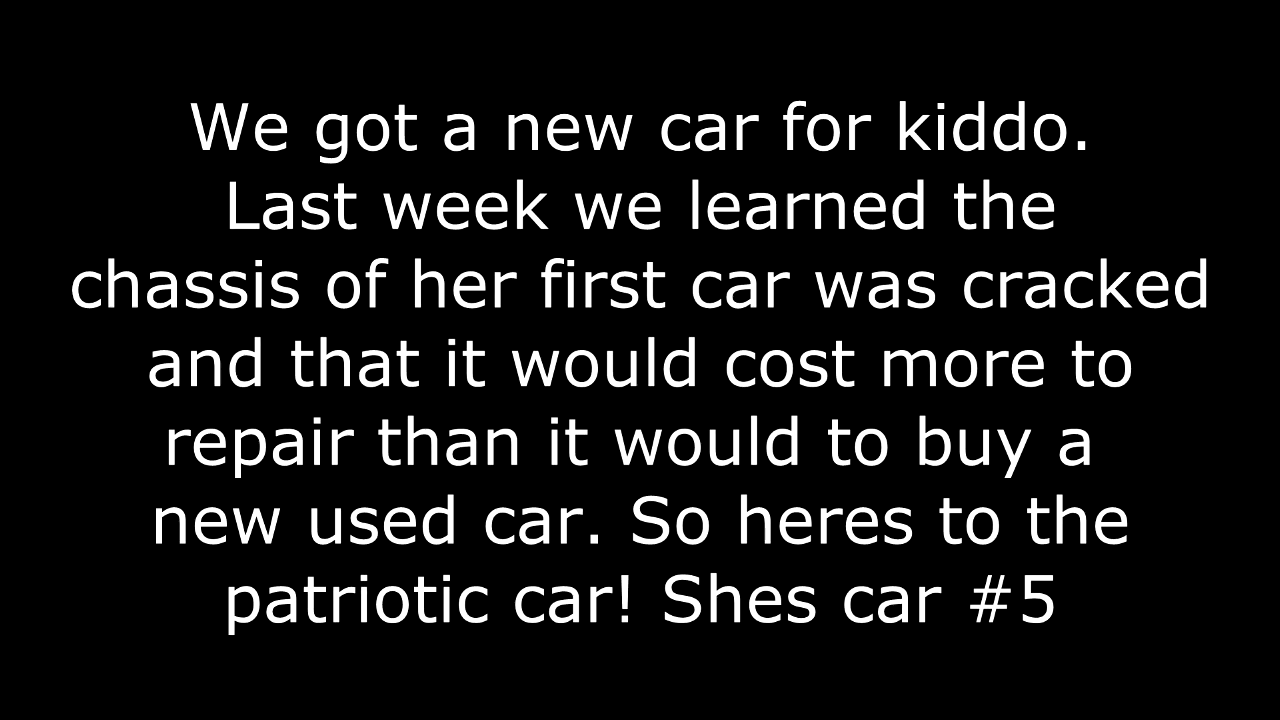 We got a new car for kiddo.
Last week we learned the
chassis of her first car was cracked
and that it would cost more to
repair than it would to buy a
new used car. So heres to the
patriotic car! Shes car #5